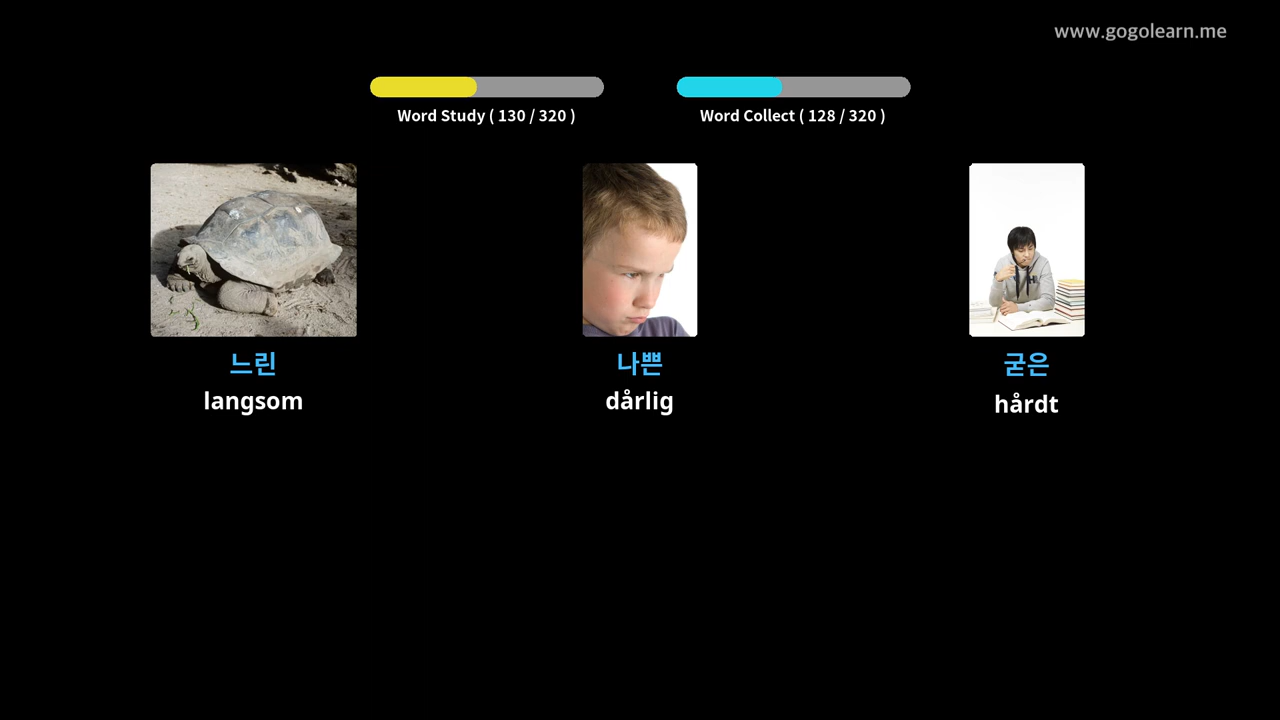 www.gogolearn.me
Word Study ( 130 / 320 )
Word Collect ( 128 / 320 )
느린
langsom
나쁜
dårlig
굳은
hårdt